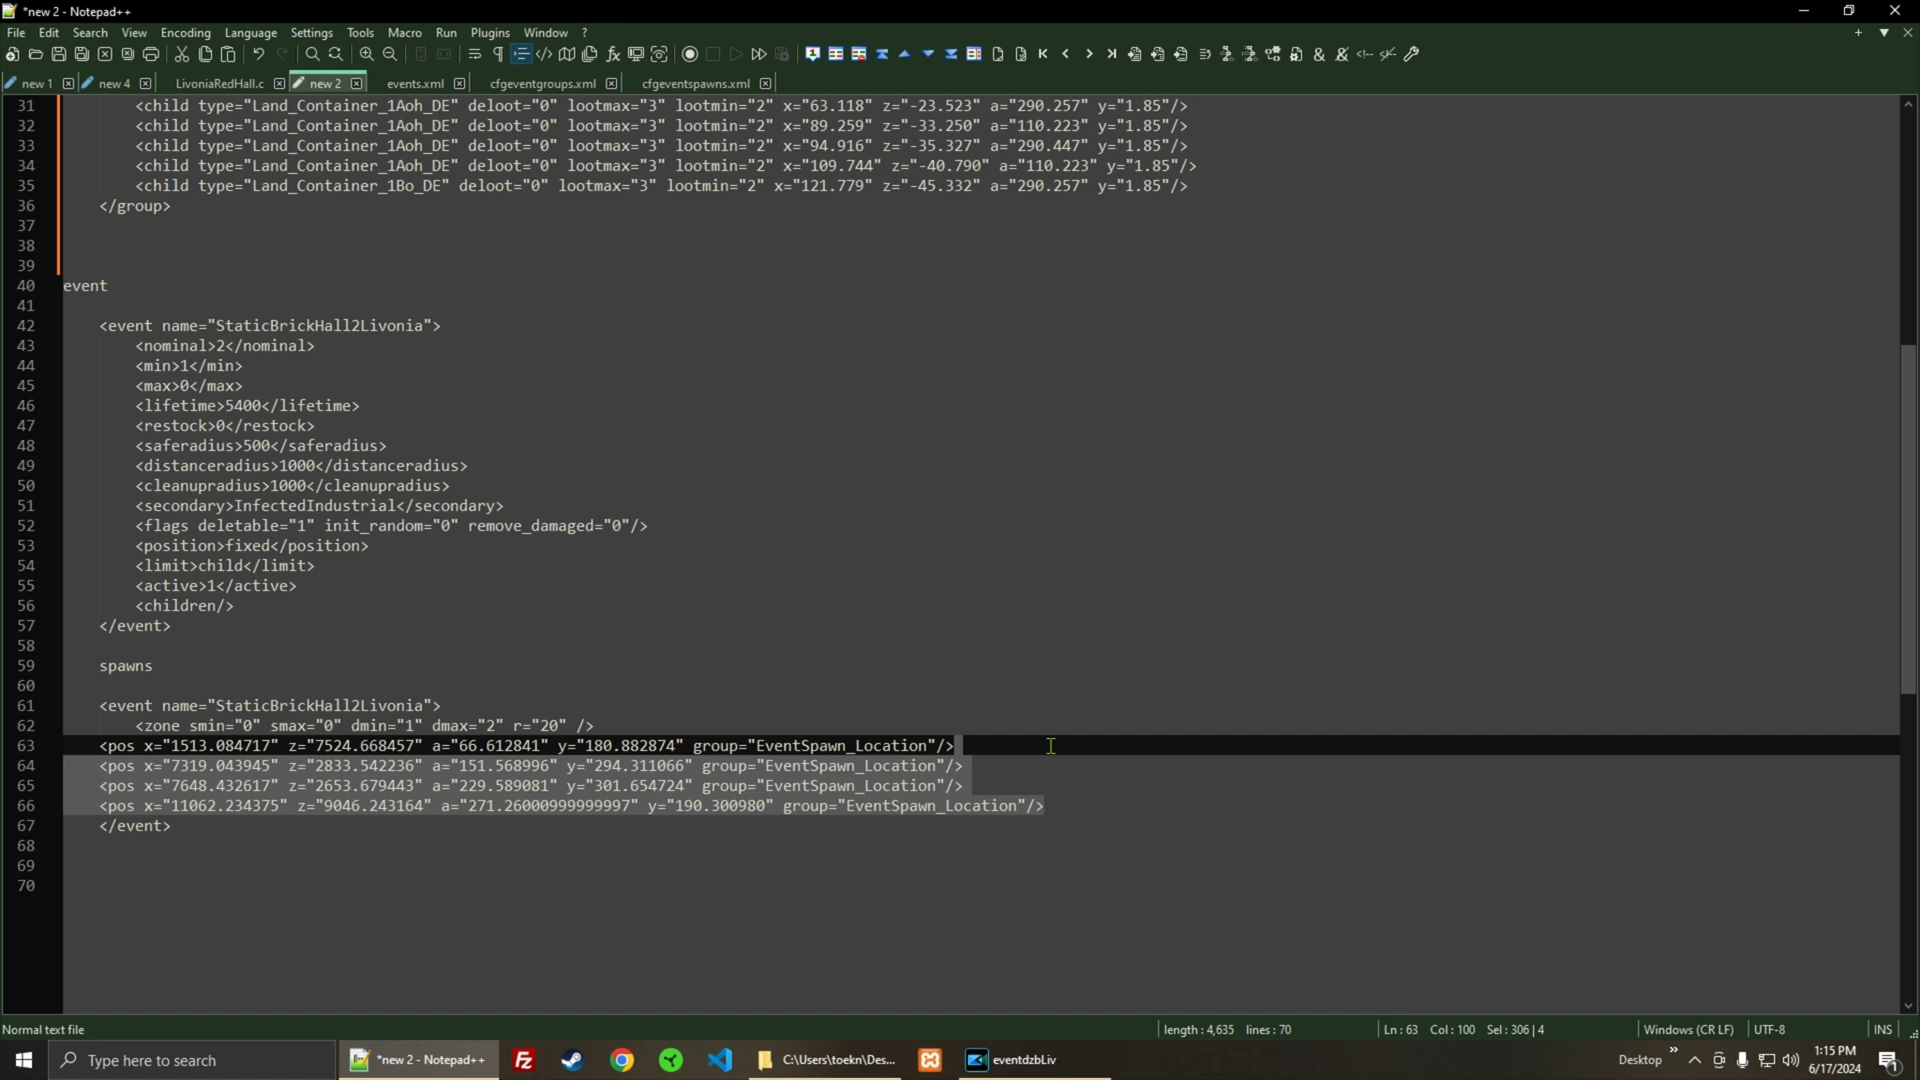 *new 2 - Notepad++
File Edit Search View Encoding Language Settings Tools Macro Run Plugins Window ?
new 1 new 4 LivoniaRedHall.c new 2 events.xml cfgeventgroups.xml cfgeventspawns.xml
31 <child type="Land_Container_1Aoh_DE" deloot="0" lootmax="3" lootmin="2" x="63.118" z="-23.523" a="290.257" y="1.85"/>
32 <child type="Land_Container_1Aoh_DE" deloot="0" lootmax="3" lootmin="2" x="89.259" z="-33.250" a="110.223" y="1.85"/>
33 <child type="Land_Container_1Aoh_DE" deloot="0" lootmax="3" lootmin="2" x="94.916" z="-35.327" a="290.447" y="1.85"/>
34 <child type="Land_Container_1Aoh_DE" deloot="0" lootmax="3" lootmin="2" x="109.744" z="-40.790" a="110.223" y="1.85"/>
35 <child type="Land_Container_1Bo_DE" deloot="0" lootmax="3" lootmin="2" x="121.779" z="-45.332" a="290.257" y="1.85"/>
36 </group>
37
38
39
40 event
41
42 <event name="StaticBrickHall2Livonia">
43 <nominal>2</nominal>
44 <min>1</min>
45 <max>0</max>
46 <lifetime>5400</lifetime>
47 <restock>0</restock>
48 <saferadius>500</saferadius>
49 <distanceradius>1000</distanceradius>
50 <cleanupradius>1000</cleanupradius>
51 <secondary>InfectedIndustrial</secondary>
52 <flags deletable="1" init_random="0" remove_damaged="0"/>
53 <position>fixed</position>
54 <limit>child</limit>
55 <active>1</active>
56 <children/>
57 </event>
58
59 spawns
60
61 <event name="StaticBrickHall2Livonia">
62 <zone smin="0" smax="0" dmin="1" dmax="2" r="20" />
63 <pos x="1513.084717" z="7524.668457" a="66.612841" y="180.882874" group="EventSpawn_Location"/>
64 <pos x="7319.043945" z="2833.542236" a="151.568996" y="294.311066" group="EventSpawn_Location"/>
65 <pos x="7648.432617" z="2653.679443" a="229.589081" y="301.654724" group="EventSpawn_Location"/>
66 <pos x="11062.234375" z="9046.243164" a="271.26000999999997" y="190.300980" group="EventSpawn_Location"/>
67 </event>
68
69
70
Normal text file length : 4,635 lines : 70 Ln : 63 Col : 100 Sel : 306 | 4 Windows (CR LF) UTF-8 INS
Type here to search *new 2 - Notepad++ C:\Users\toekn\Des... eventdzbLiv Desktop 1:15 PM
6/17/2024